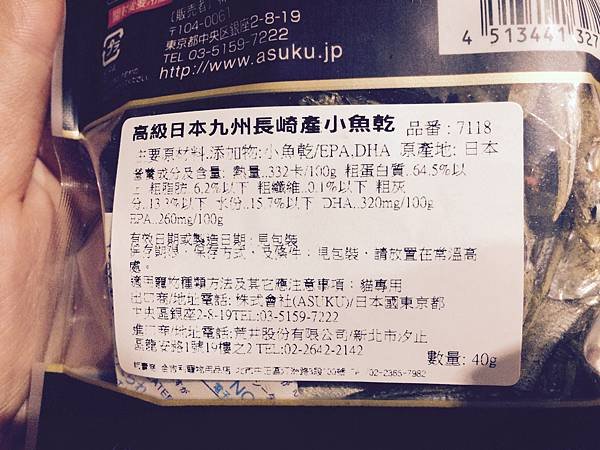 【販売者】
〒104-0061
東京都中央区銀座2-8-19
TEL 03-5159-7222
http://www.asuku.jp
4 513441 327
高級日本九州長崎產小魚乾 品番：7118
主要原材料.添加物:小魚乾/EPA.DHA 原產地: 日本
營養成分及含量: 熱量..332卡/100g 粗蛋白質..64.5%以
上 粗脂肪 6.2%以下 粗纖維..0.1%以下 粗灰
分..13.3%以下 水份..15.7%以下 DHA..320mg/100g
EPA..260mg/100g
有效日期或製造日期：見包裝
保存期限、保存方式、及條件：見包裝，請放置在常溫高
處。
適用寵物種類方法及其它應注意事項：貓專用
出口商/地址電話: 株式會社(ASUKU)/日本國東京都
中央區銀座2-8-19TEL:03-5159-7222
進口商/地址電話:荒井股份有限公司/新北市汐止
區龍安路1號19樓之2 TEL:02-2642-2142
數量: 40g
Tel：02-2385-7982